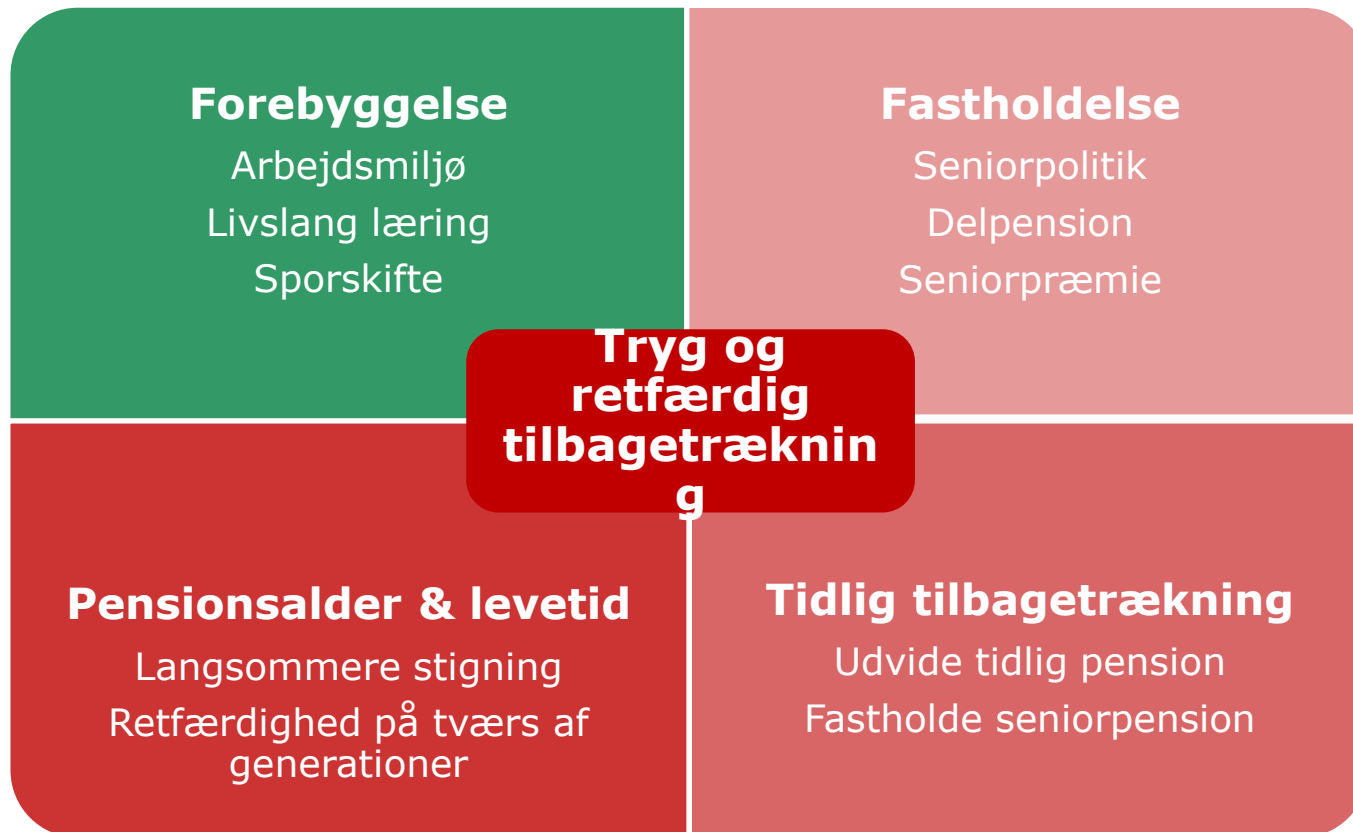 Forebyggelse
Arbejdsmiljø
Livslang læring
Sporskifte
Fastholdelse
Seniorpolitik
Delpension
Seniorpræmie
Tryg og
retfærdig
tilbagetræknin
g
Pensionsalder & levetid
Langsommere stigning
Retfærdighed på tværs af
generationer
Tidlig tilbagetrækning
Udvide tidlig pension
Fastholde seniorpension